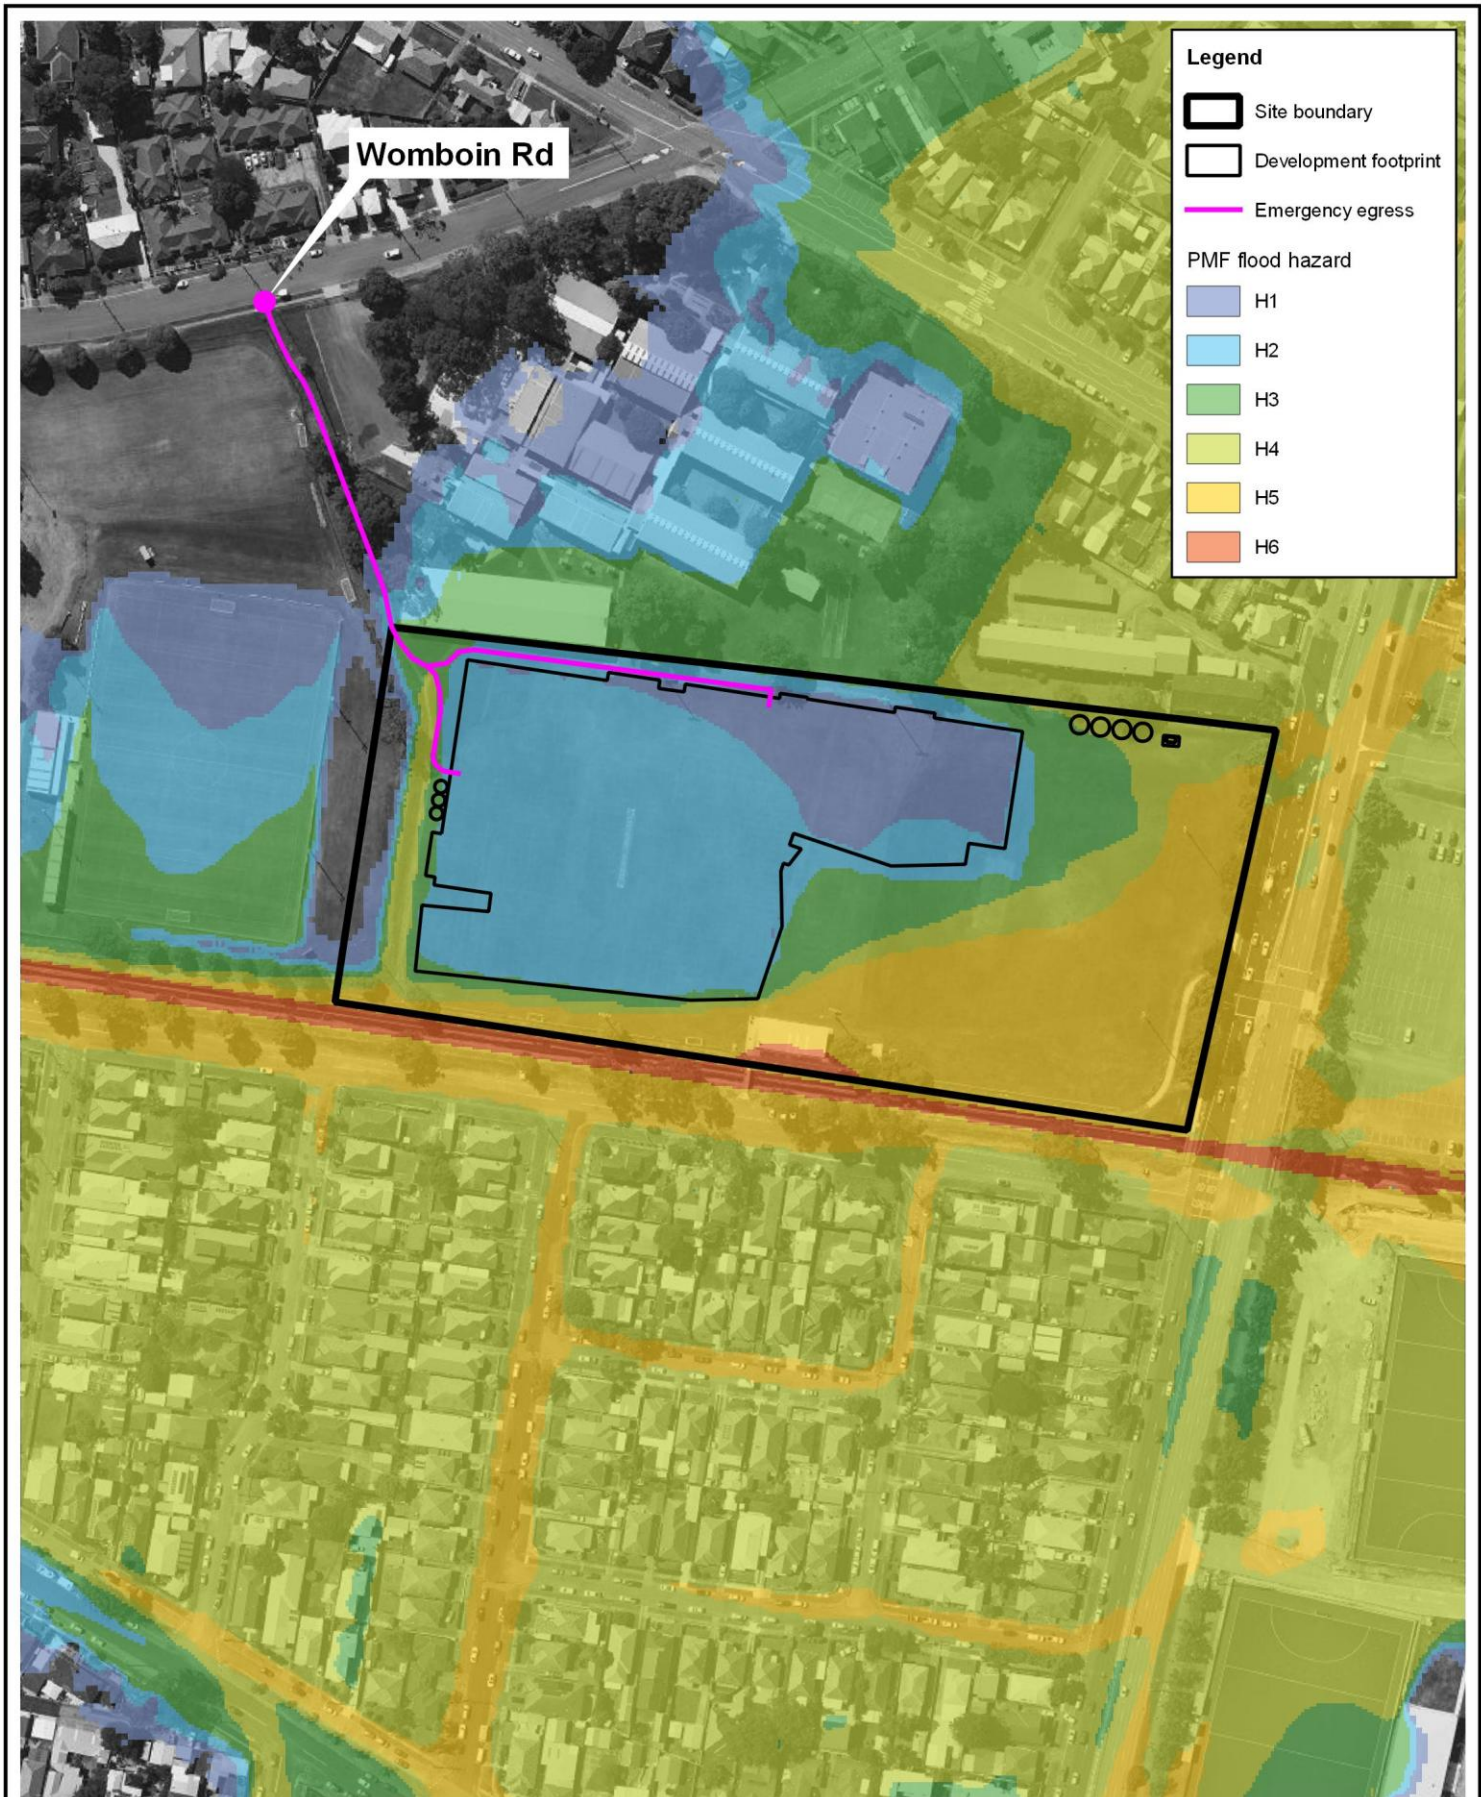 Womboin Rd
Legend
Site boundary
Development footprint
Emergency egress
PMF flood hazard
H1
H2
H3
H4
H5
H6